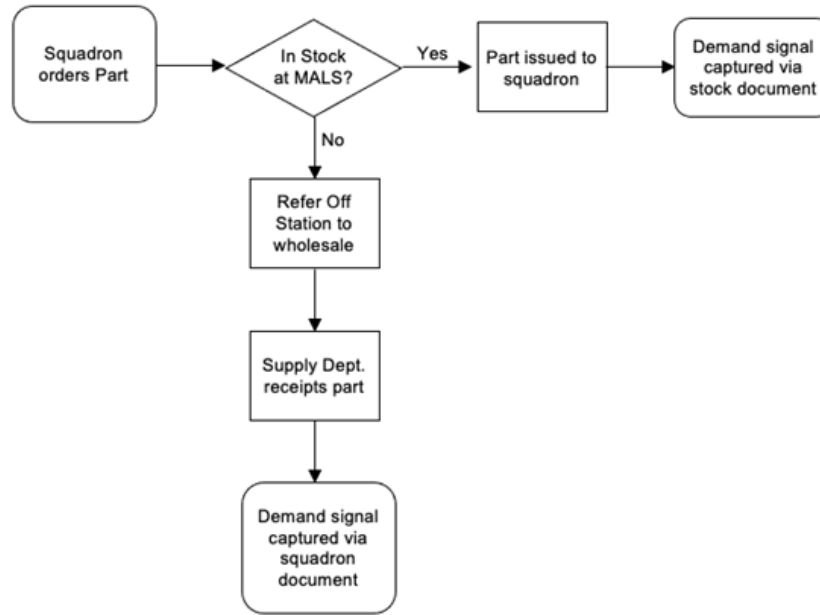 Squadron
orders Part
In Stock
at MALS?
Yes
Part issued to
squadron
Demand signal
captured via
stock document
No
Refer Off
Station to
wholesale
Supply Dept.
receipts part
Demand signal
captured via
squadron
document